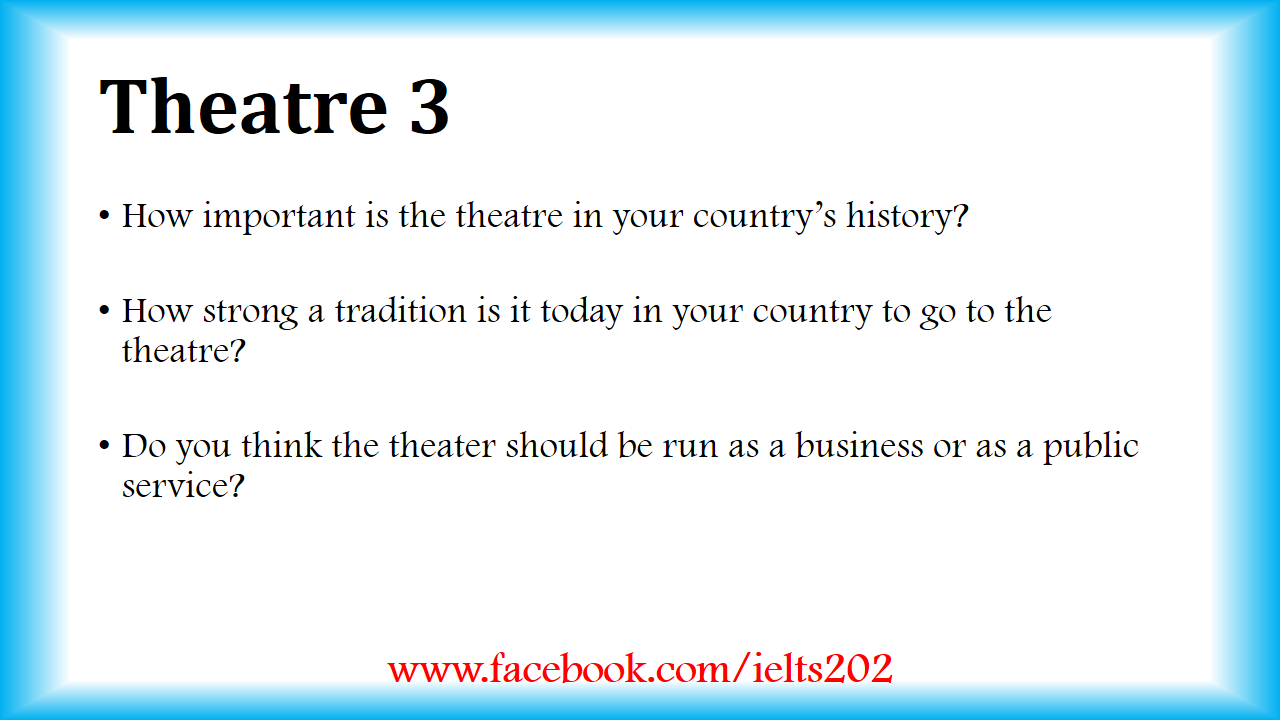 Theatre 3
• How important is the theatre in your country’s history?
• How strong a tradition is it today in your country to go to the
theatre?
• Do you think the theater should be run as a business or as a public
service?
www.facebook.com/ielts202